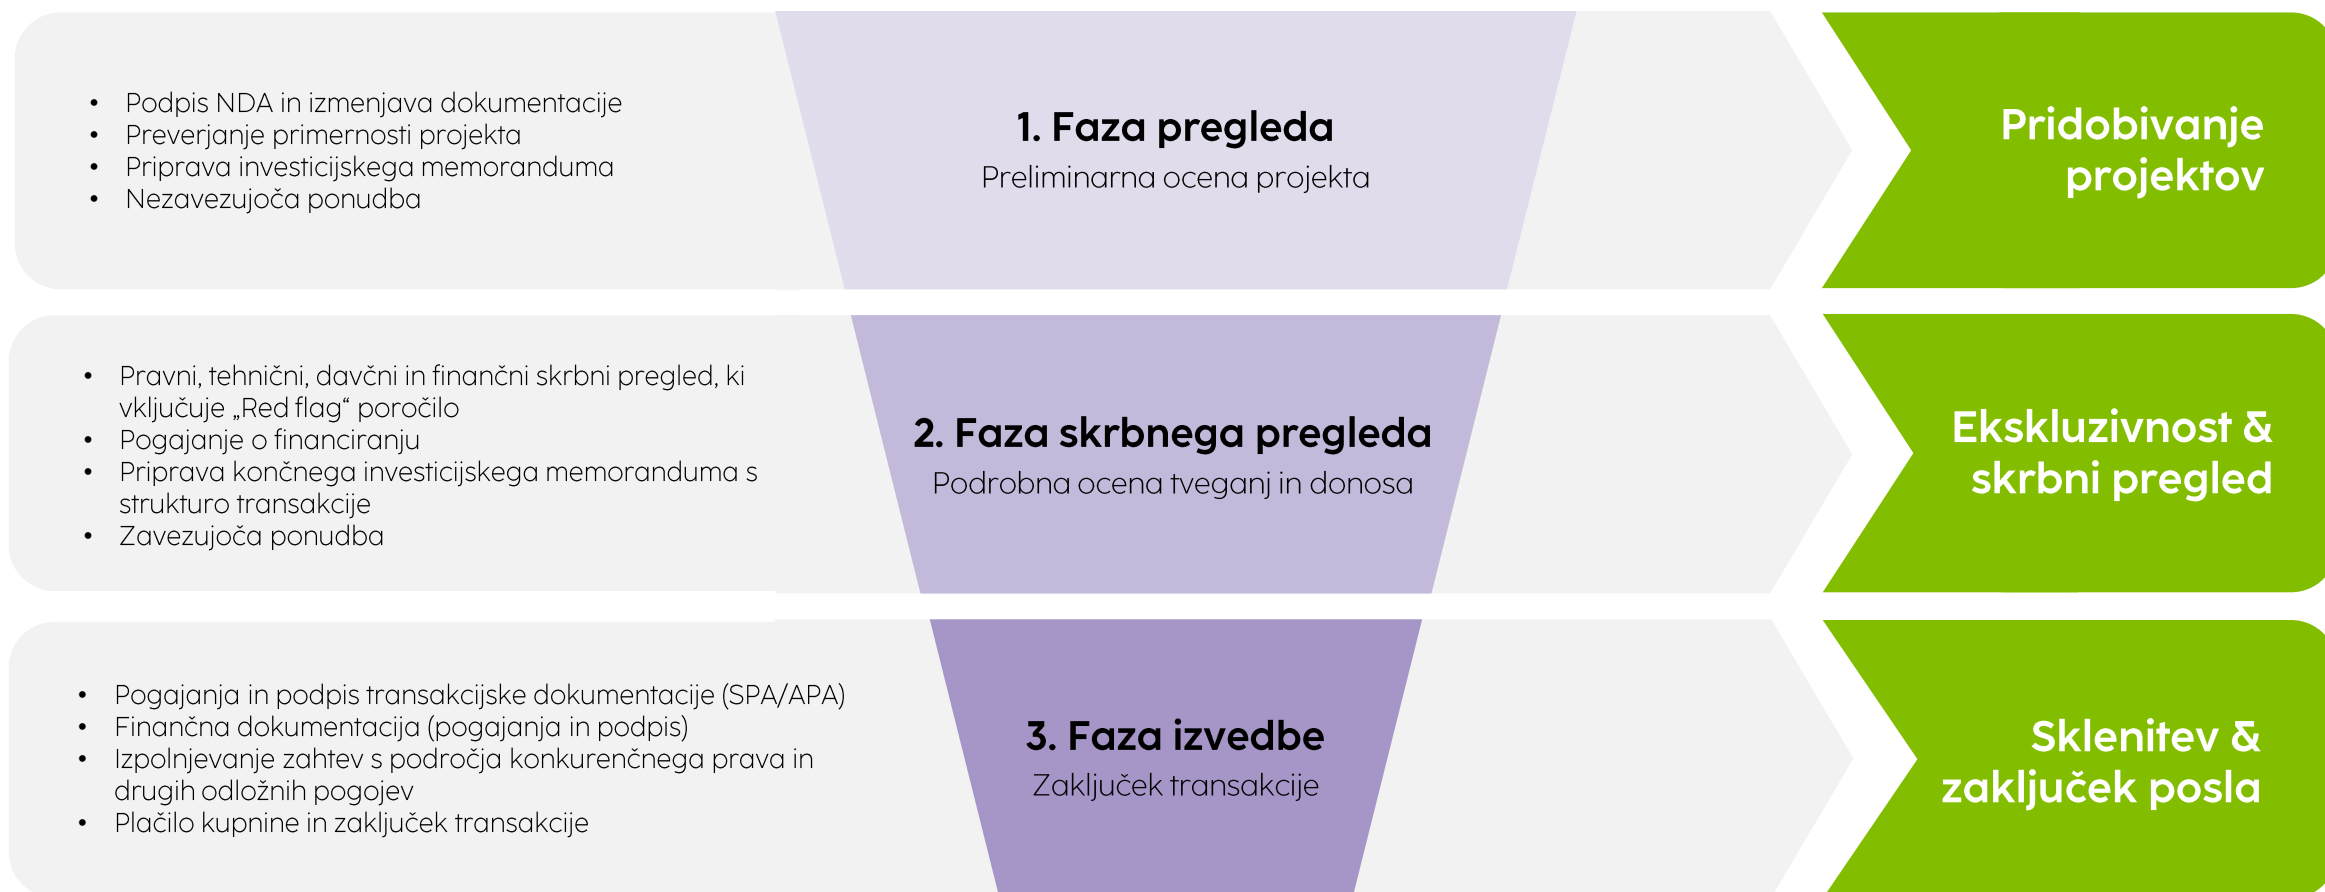 • Podpis NDA in izmenjava dokumentacije
• Preverjanje primernosti projekta
• Priprava investicijskega memoranduma
• Nezavezujoča ponudba
1. Faza pregleda
Preliminarna ocena projekta
Pridobivanje
projektov
• Pravni, tehnični, davčni in finančni skrbni pregled, ki
vključuje „Red flag“ poročilo
• Pogajanje o financiranju
• Priprava končnega investicijskega memoranduma s
strukturo transakcije
• Zavezujoča ponudba
2. Faza skrbnega pregleda
Podrobna ocena tveganj in donosa
Ekskluzivnost &
skrbni pregled
• Pogajanja in podpis transakcijske dokumentacije (SPA/APA)
• Finančna dokumentacija (pogajanja in podpis)
• Izpolnjevanje zahtev s področja konkurenčnega prava in
drugih odložnih pogojev
• Plačilo kupnine in zaključek transakcije
3. Faza izvedbe
Zaključek transakcije
Sklenitev &
zaključek posla